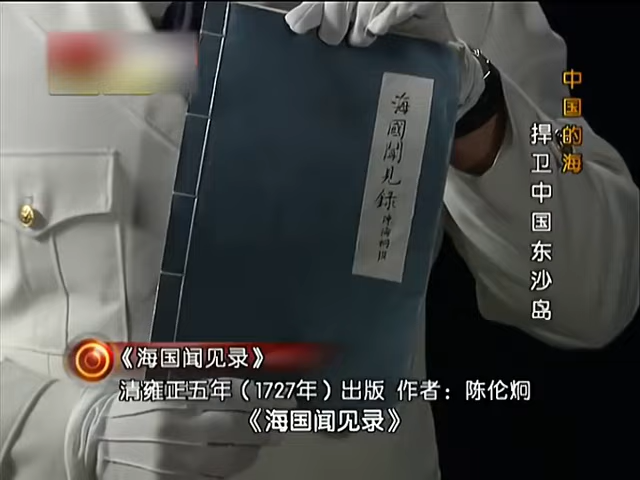 海國聞見録
中国的海
捍卫中国东沙岛
《海国闻见录》
清雍正五年（1727年）出版 作者：陈伦炯
《海国闻见录》